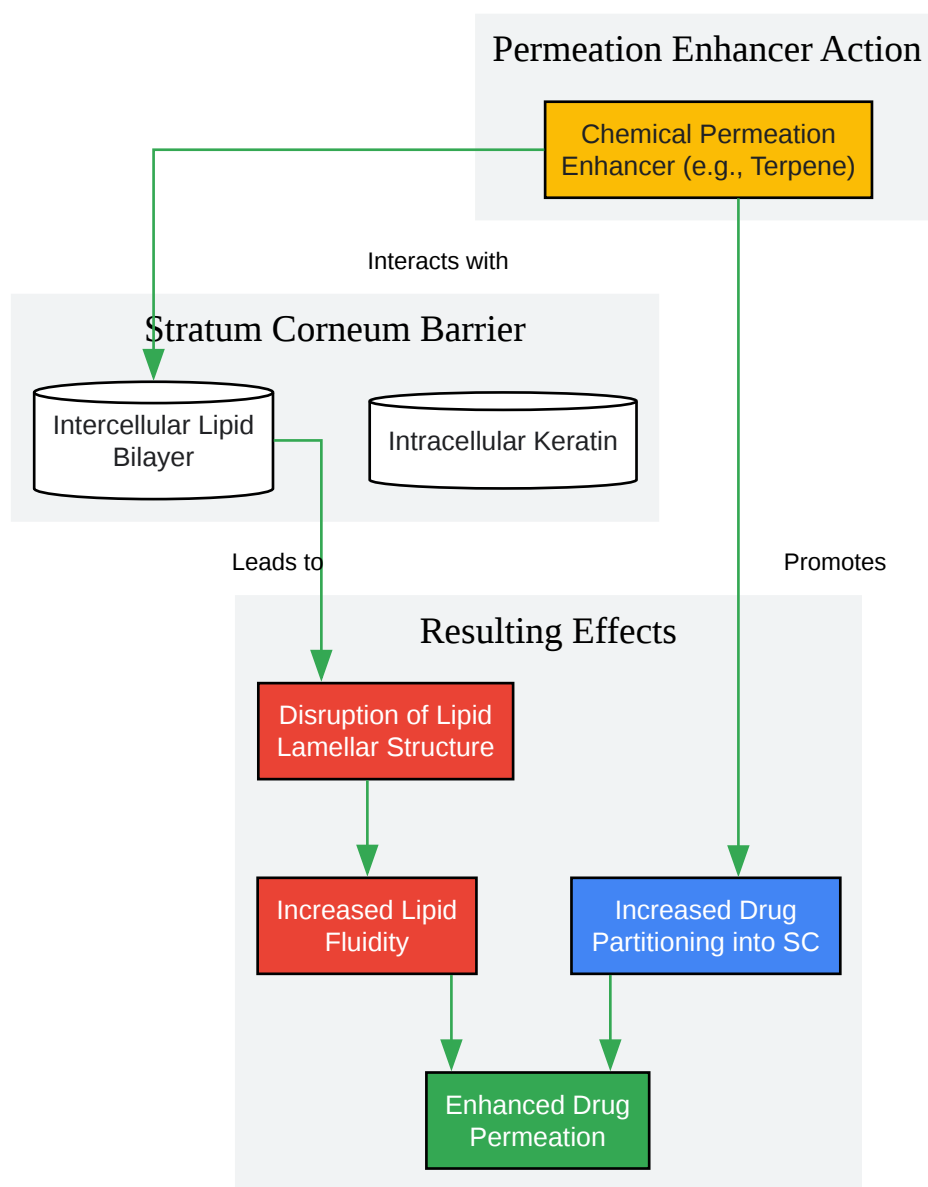 Permeation Enhancer Action
Chemical Permeation
Enhancer (e.g., Terpene)
Interacts with
Stratum Corneum Barrier
Intercellular Lipid
Bilayer
Intracellular Keratin
Leads to
Promotes
Resulting Effects
Disruption of Lipid
Lamellar Structure
Increased Lipid
Fluidity
Increased Drug
Partitioning into SC
Enhanced Drug
Permeation